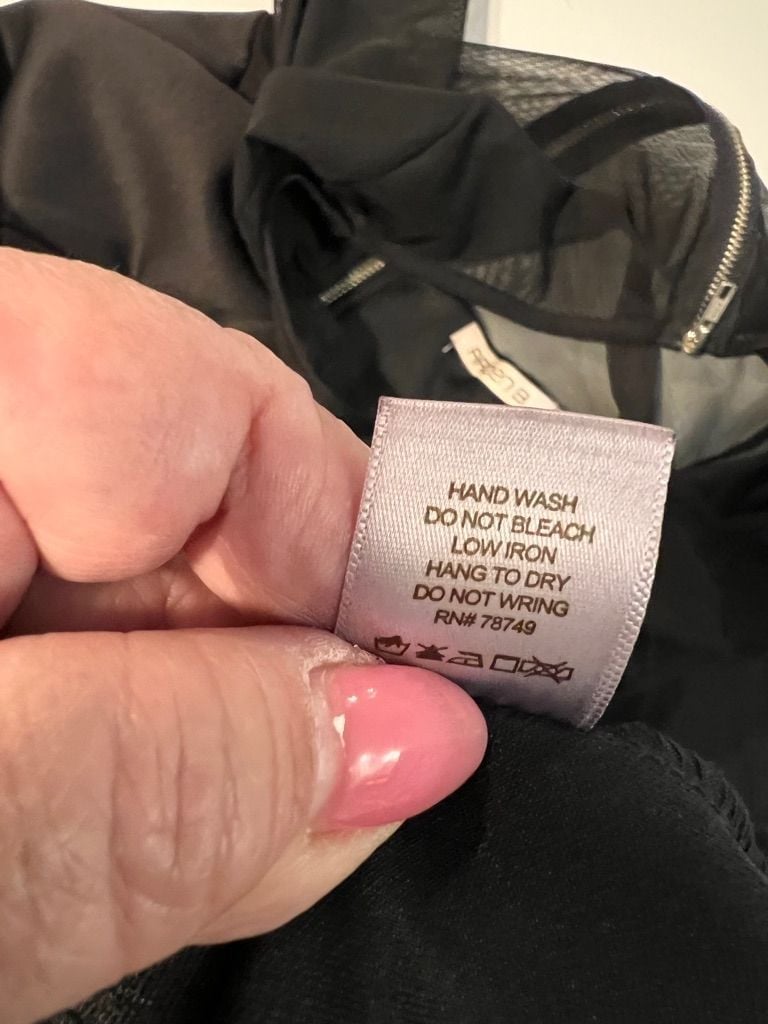 HAND WASH
DO NOT BLEACH
LOW IRON
HANG TO DRY
DO NOT WRING
RN# 78749